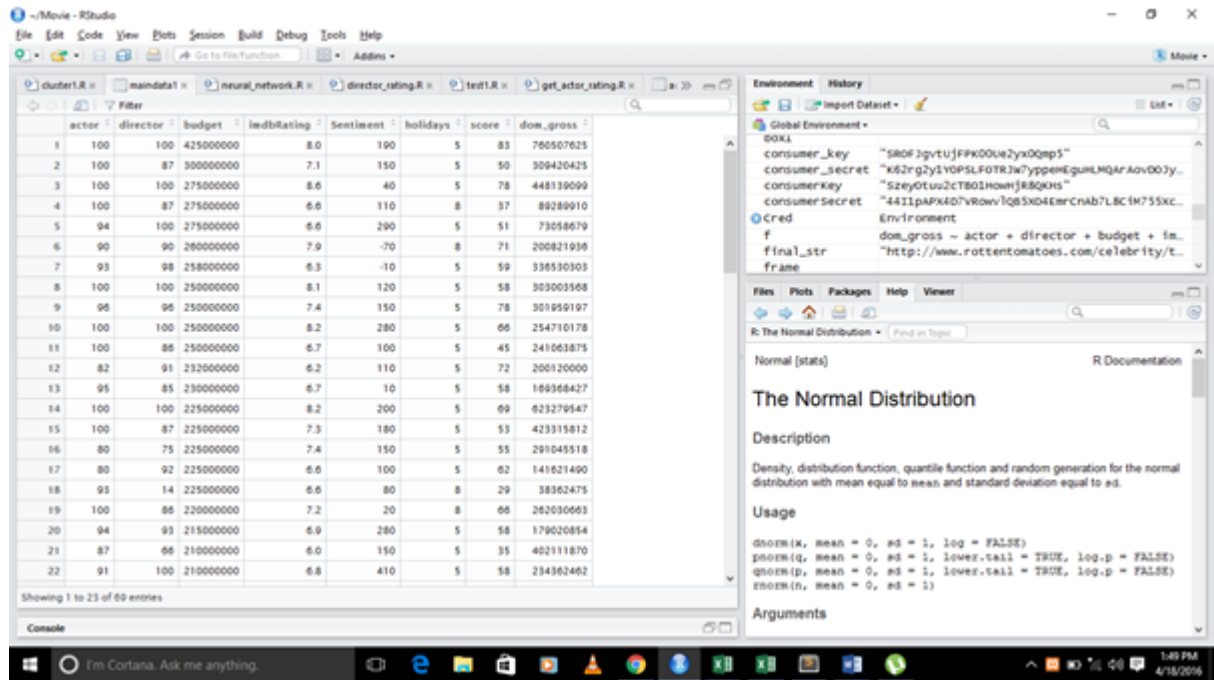 ~/Movie - RStudio
File Edit Code View Plots Session Build Debug Tools Help
Go to file/function Addins Movie
cluster1.R maindata1 neural_network.R director_rating.R test1.R get_actor_rating.R
Filter
actor director budget imdbRating Sentiment holidays score dom_gross
1 100 100 425000000 8.0 190 5 83 760507625
2 100 87 300000000 7.1 150 5 50 309420425
3 100 100 275000000 8.6 40 5 78 448139099
4 100 87 275000000 6.6 110 8 37 89289910
5 94 100 275000000 6.6 290 5 51 73058679
6 90 90 260000000 7.9 -70 8 71 200821936
7 93 98 258000000 6.3 -10 5 59 336530303
8 100 100 250000000 8.1 120 5 58 303003568
9 96 96 250000000 7.4 150 5 78 301959197
10 100 100 250000000 8.2 280 5 66 254710178
11 100 86 250000000 6.7 100 5 45 241063875
12 82 91 232000000 6.2 110 5 72 200120000
13 95 85 230000000 6.7 10 5 58 169368427
14 100 100 225000000 8.2 200 5 69 623279547
15 100 87 225000000 7.3 180 5 53 423315812
16 80 75 225000000 7.4 150 5 55 291045518
17 80 92 225000000 6.6 100 5 62 141621490
18 93 14 225000000 6.6 80 8 29 38362475
19 100 86 220000000 7.2 20 8 66 262030663
20 94 93 215000000 6.9 280 5 58 179020854
21 87 66 210000000 6.0 150 5 35 402111870
22 91 100 210000000 6.8 410 5 58 234362462
Showing 1 to 23 of 69 entries
Console
Environment History
Import Dataset List
Global Environment
consumer_key
consumer_secret
consumerKey
consumerSecret
Cred Environment
f dom_gross ~ actor + director + budget + im…
final_str "http://www.rottentomatoes.com/celebrity/t…
frame
Files Plots Packages Help Viewer
R: The Normal Distribution Find in Topic
Normal {stats} R Documentation
The Normal Distribution
Description
Density, distribution function, quantile function and random generation for the normal
distribution with mean equal to mean and standard deviation equal to sd.
Usage
dnorm(x, mean = 0, sd = 1, log = FALSE)
pnorm(q, mean = 0, sd = 1, lower.tail = TRUE, log.p = FALSE)
qnorm(p, mean = 0, sd = 1, lower.tail = TRUE, log.p = FALSE)
rnorm(n, mean = 0, sd = 1)
Arguments
I'm Cortana. Ask me anything.
1:49 PM
4/18/2016